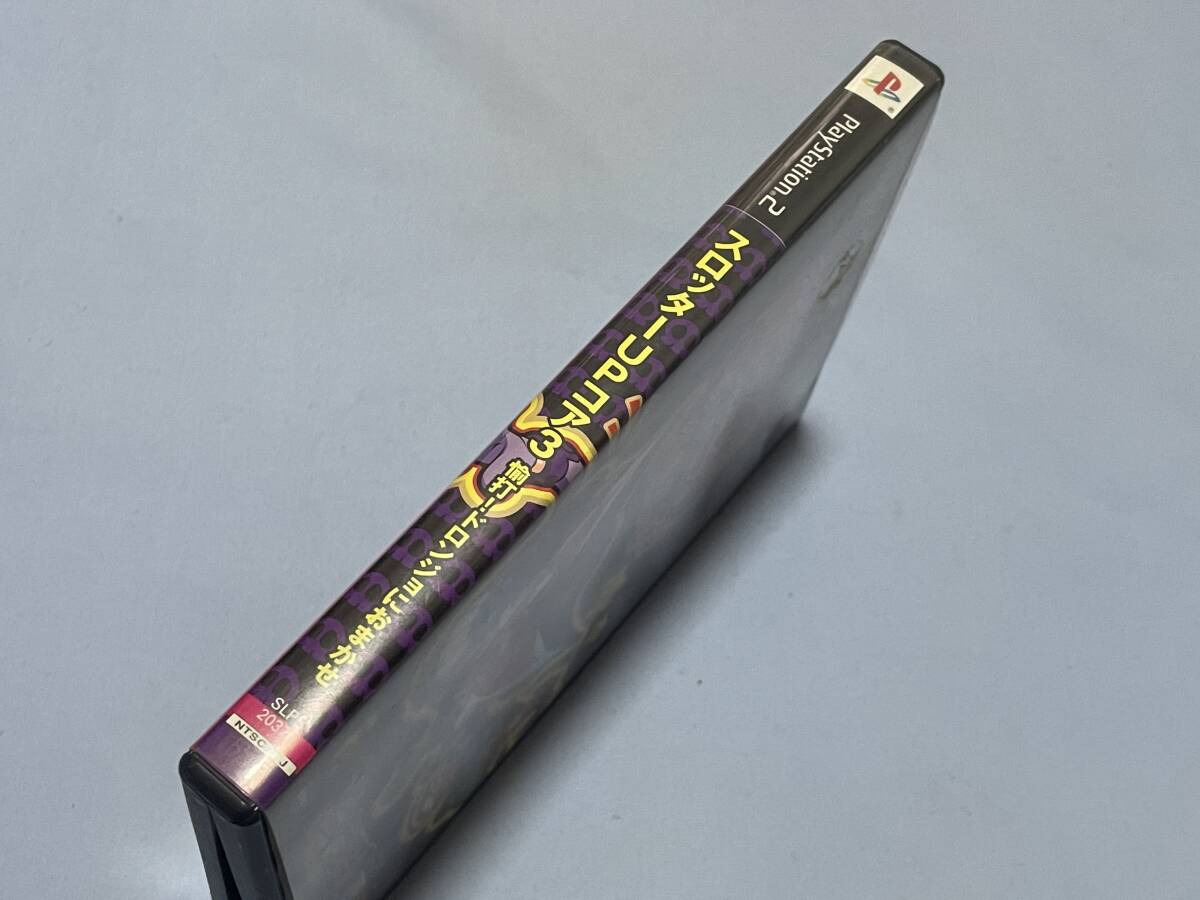 PlayStation®2
スロッターUPコア3
愉打!!ドロンジョにおまかせ
NTSC J